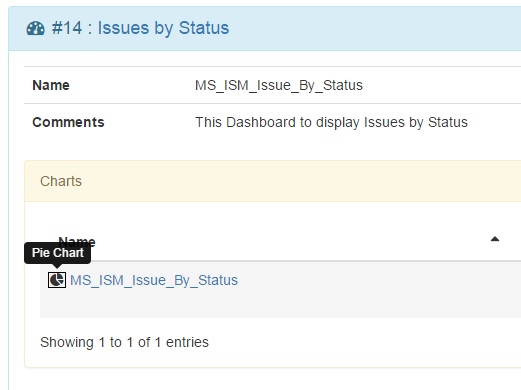 #14 : Issues by Status
Name MS_ISM_Issue_By_Status
Comments This Dashboard to display Issues by Status
Charts
Name
Pie Chart
MS_ISM_Issue_By_Status
Showing 1 to 1 of 1 entries